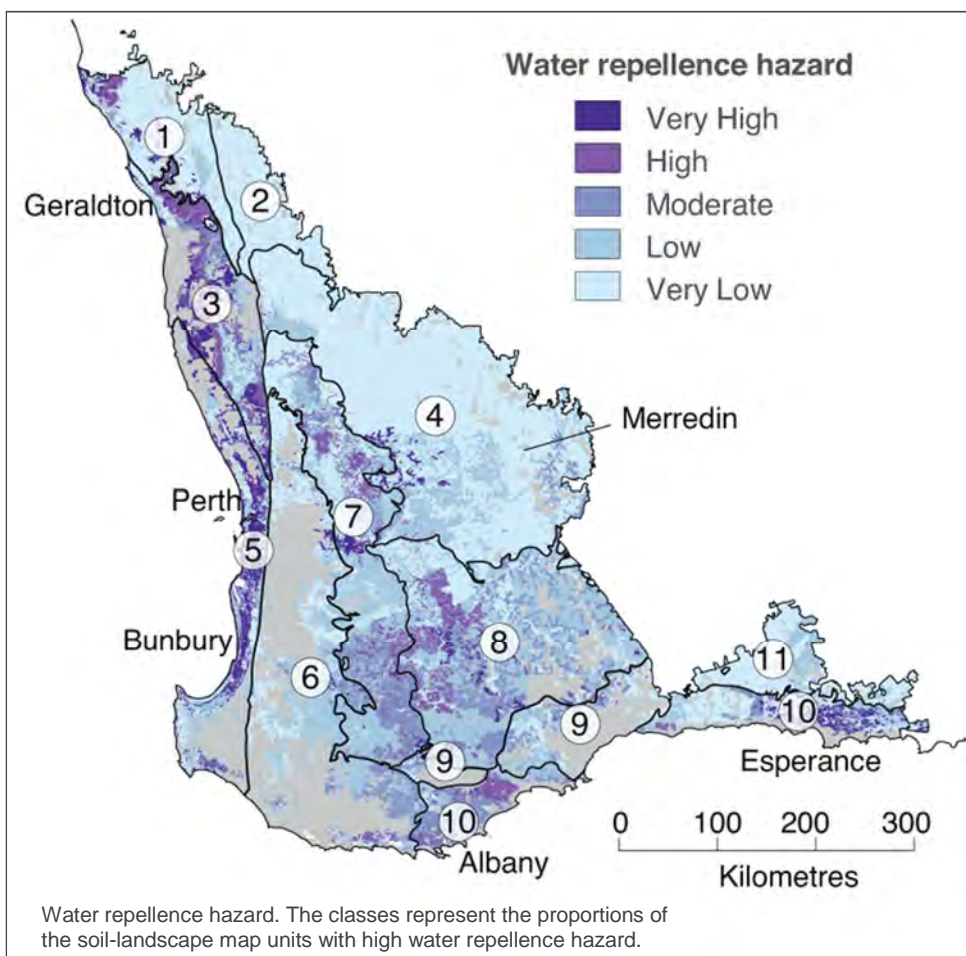 Water repellence hazard
Very High
High
Moderate
Low
Very Low
1
Geraldton
2
3
4
Merredin
Perth
7
5
Bunbury
8
6
11
9
10
9
Esperance
10
Albany
0 100 200 300
Kilometres
Water repellence hazard. The classes represent the proportions of
the soil-landscape map units with high water repellence hazard.